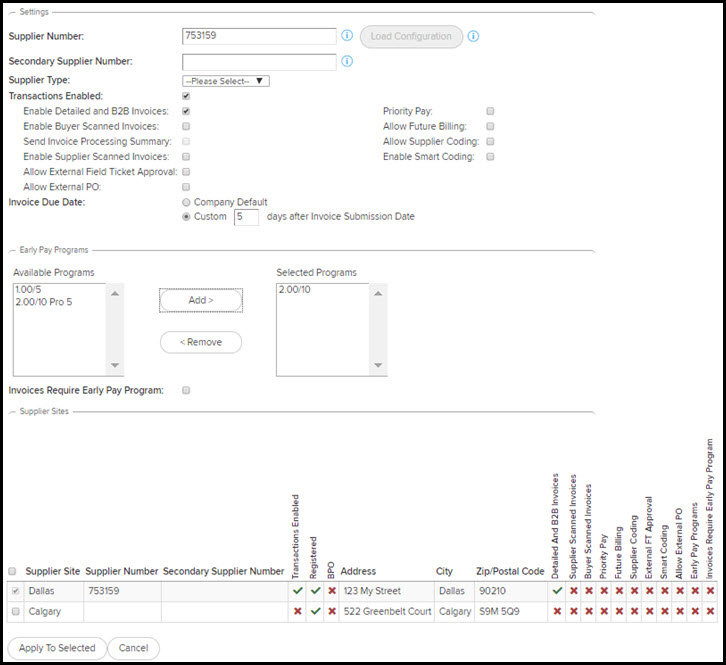 Settings
Supplier Number: 753159 Load Configuration
Secondary Supplier Number:
Supplier Type: --Please Select--
Transactions Enabled:
Enable Detailed and B2B Invoices: Priority Pay:
Enable Buyer Scanned Invoices: Allow Future Billing:
Send Invoice Processing Summary: Allow Supplier Coding:
Enable Supplier Scanned Invoices: Enable Smart Coding:
Allow External Field Ticket Approval:
Allow External PO:
Invoice Due Date: Company Default
Custom 5 days after Invoice Submission Date
Early Pay Programs
Available Programs Selected Programs
1.00/5 2.00/10
2.00/10 Pro 5
Add >
< Remove
Invoices Require Early Pay Program:
Supplier Sites
Supplier Site Supplier Number Secondary Supplier Number Transactions Enabled Registered BPO Address City Zip/Postal Code Detailed And B2B Invoices Supplier Scanned Invoices Buyer Scanned Invoices Priority Pay Future Billing Supplier Coding External FT Approval Smart Coding Allow External PO Early Pay Programs Invoices Require Early Pay Program
Dallas 753159 123 My Street Dallas 90210
Calgary 522 Greenbelt Court Calgary S9M 5Q9
Apply To Selected Cancel